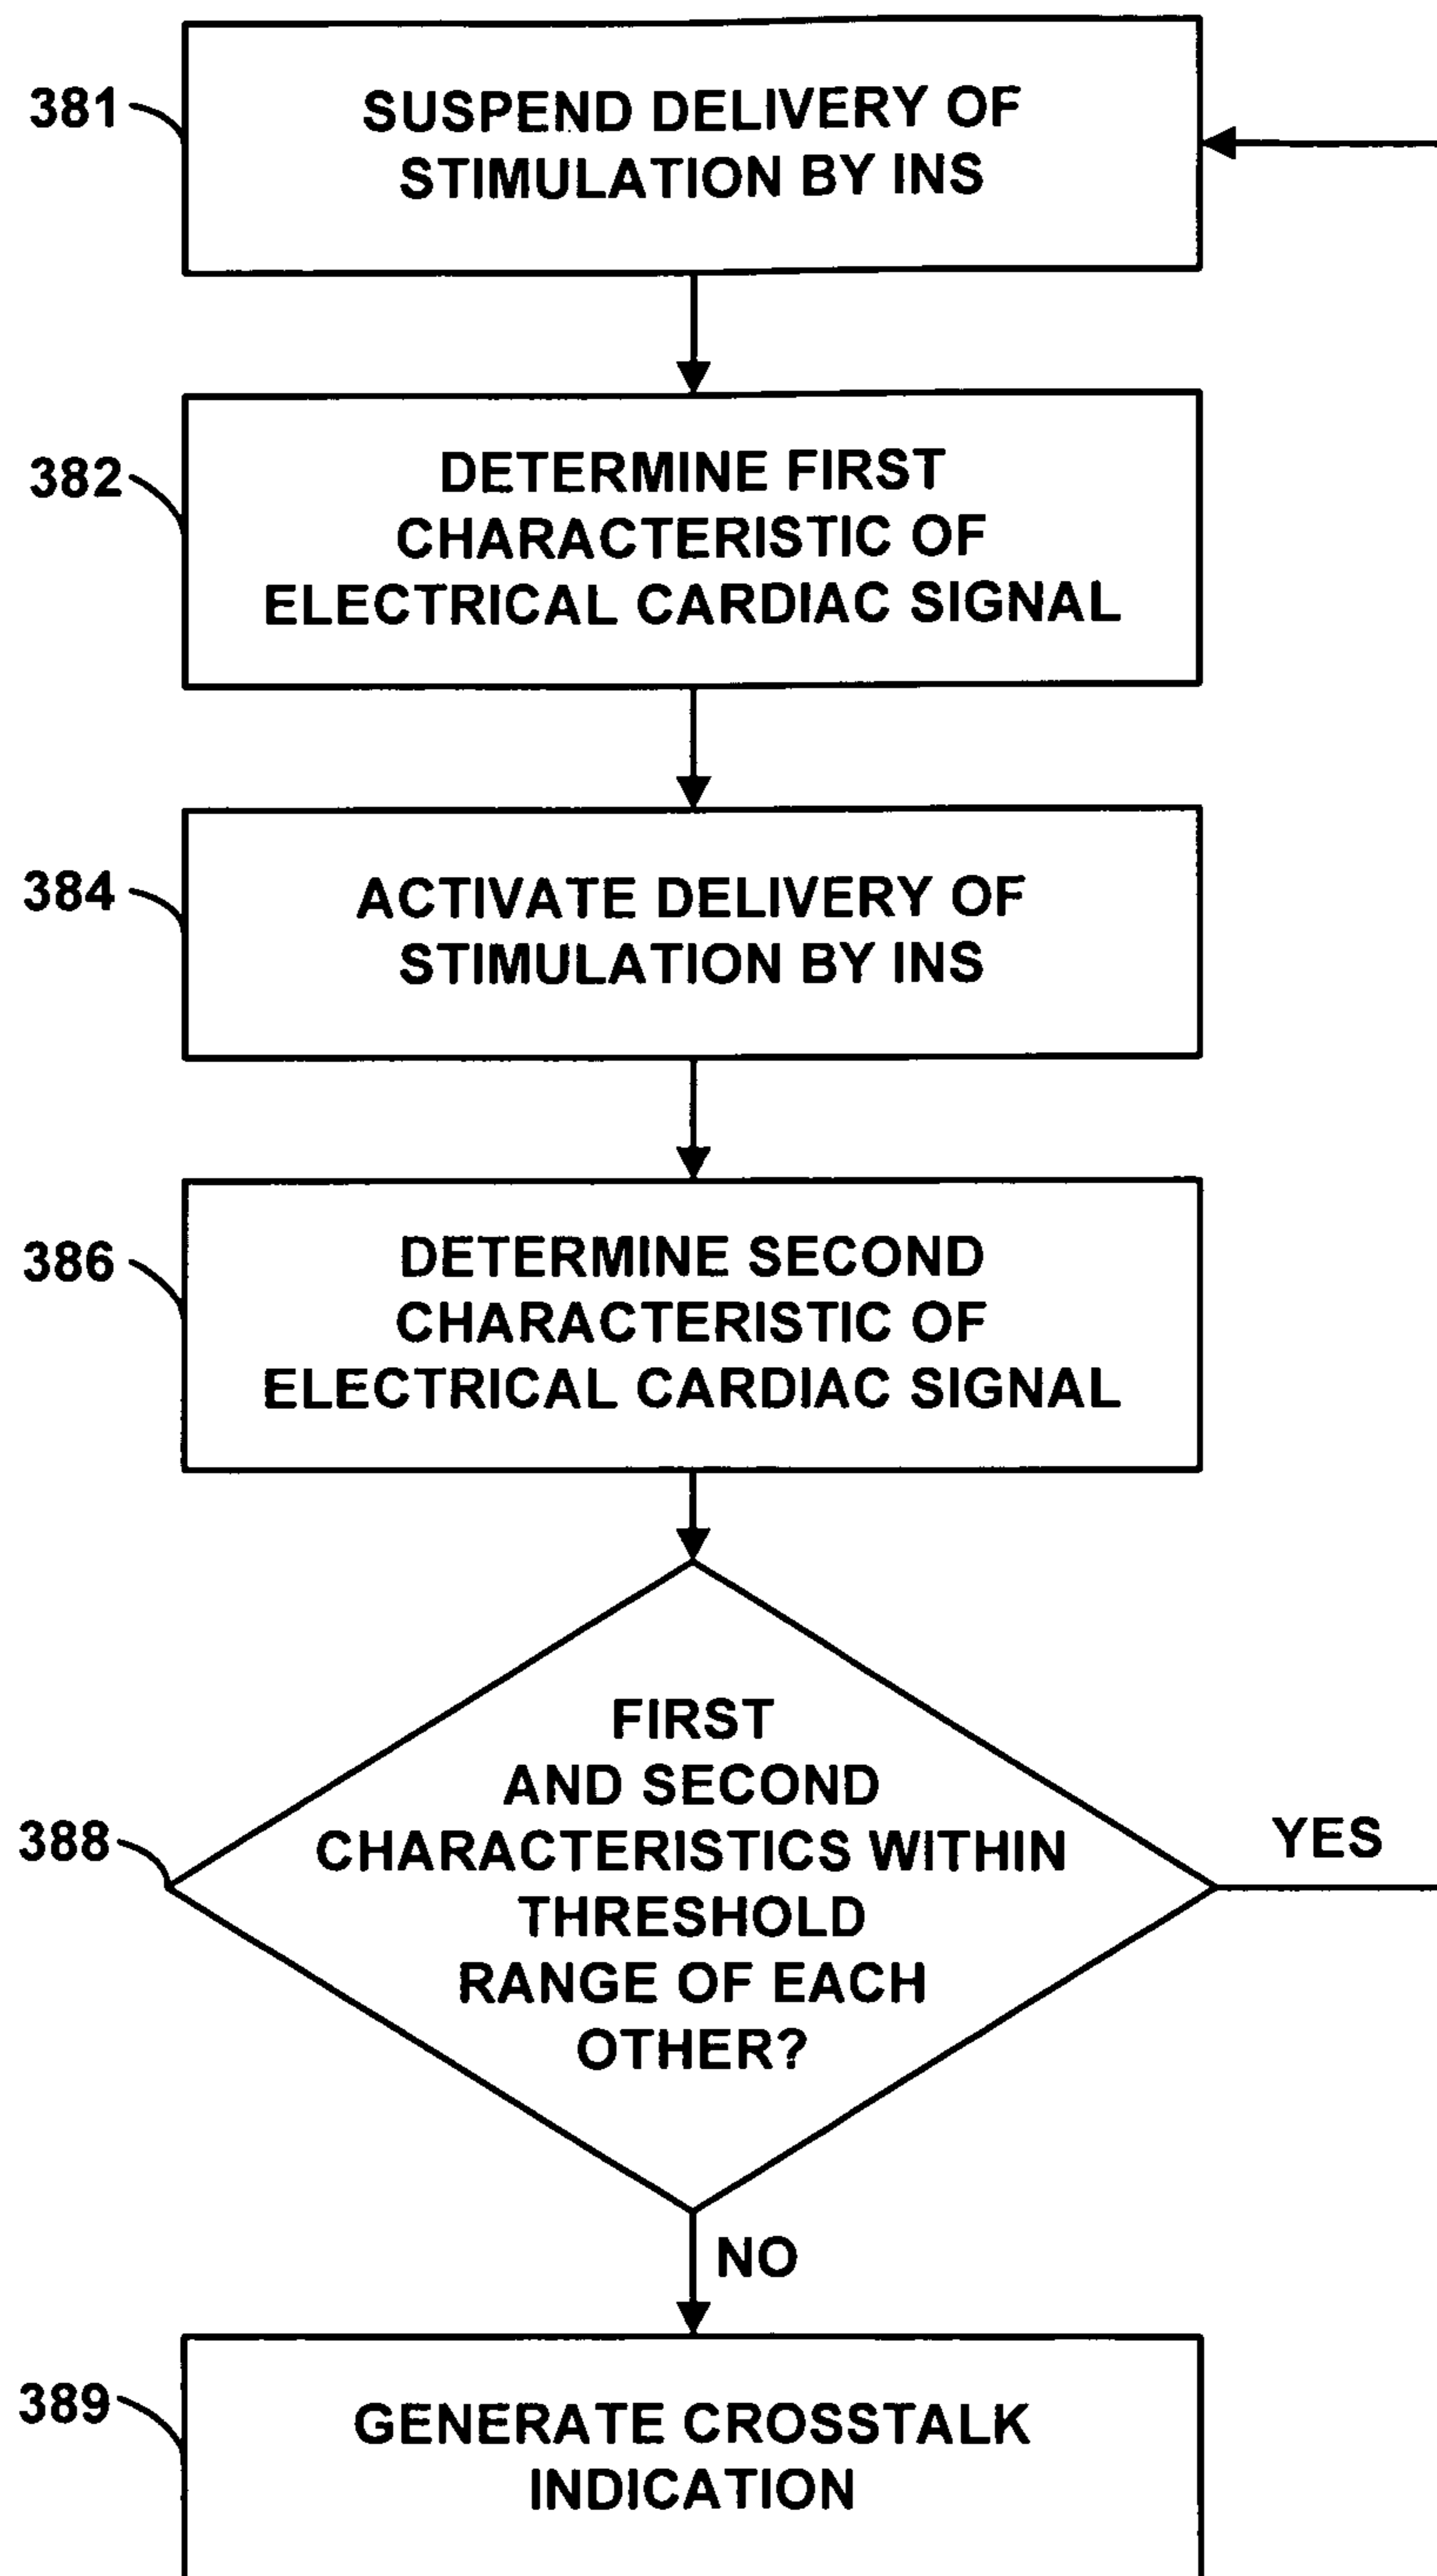 381
SUSPEND DELIVERY OF
STIMULATION BY INS
382
DETERMINE FIRST
CHARACTERISTIC OF
ELECTRICAL CARDIAC SIGNAL
384
ACTIVATE DELIVERY OF
STIMULATION BY INS
386
DETERMINE SECOND
CHARACTERISTIC OF
ELECTRICAL CARDIAC SIGNAL
388
FIRST
AND SECOND
CHARACTERISTICS WITHIN
THRESHOLD
RANGE OF EACH
OTHER?
YES
NO
389
GENERATE CROSSTALK
INDICATION